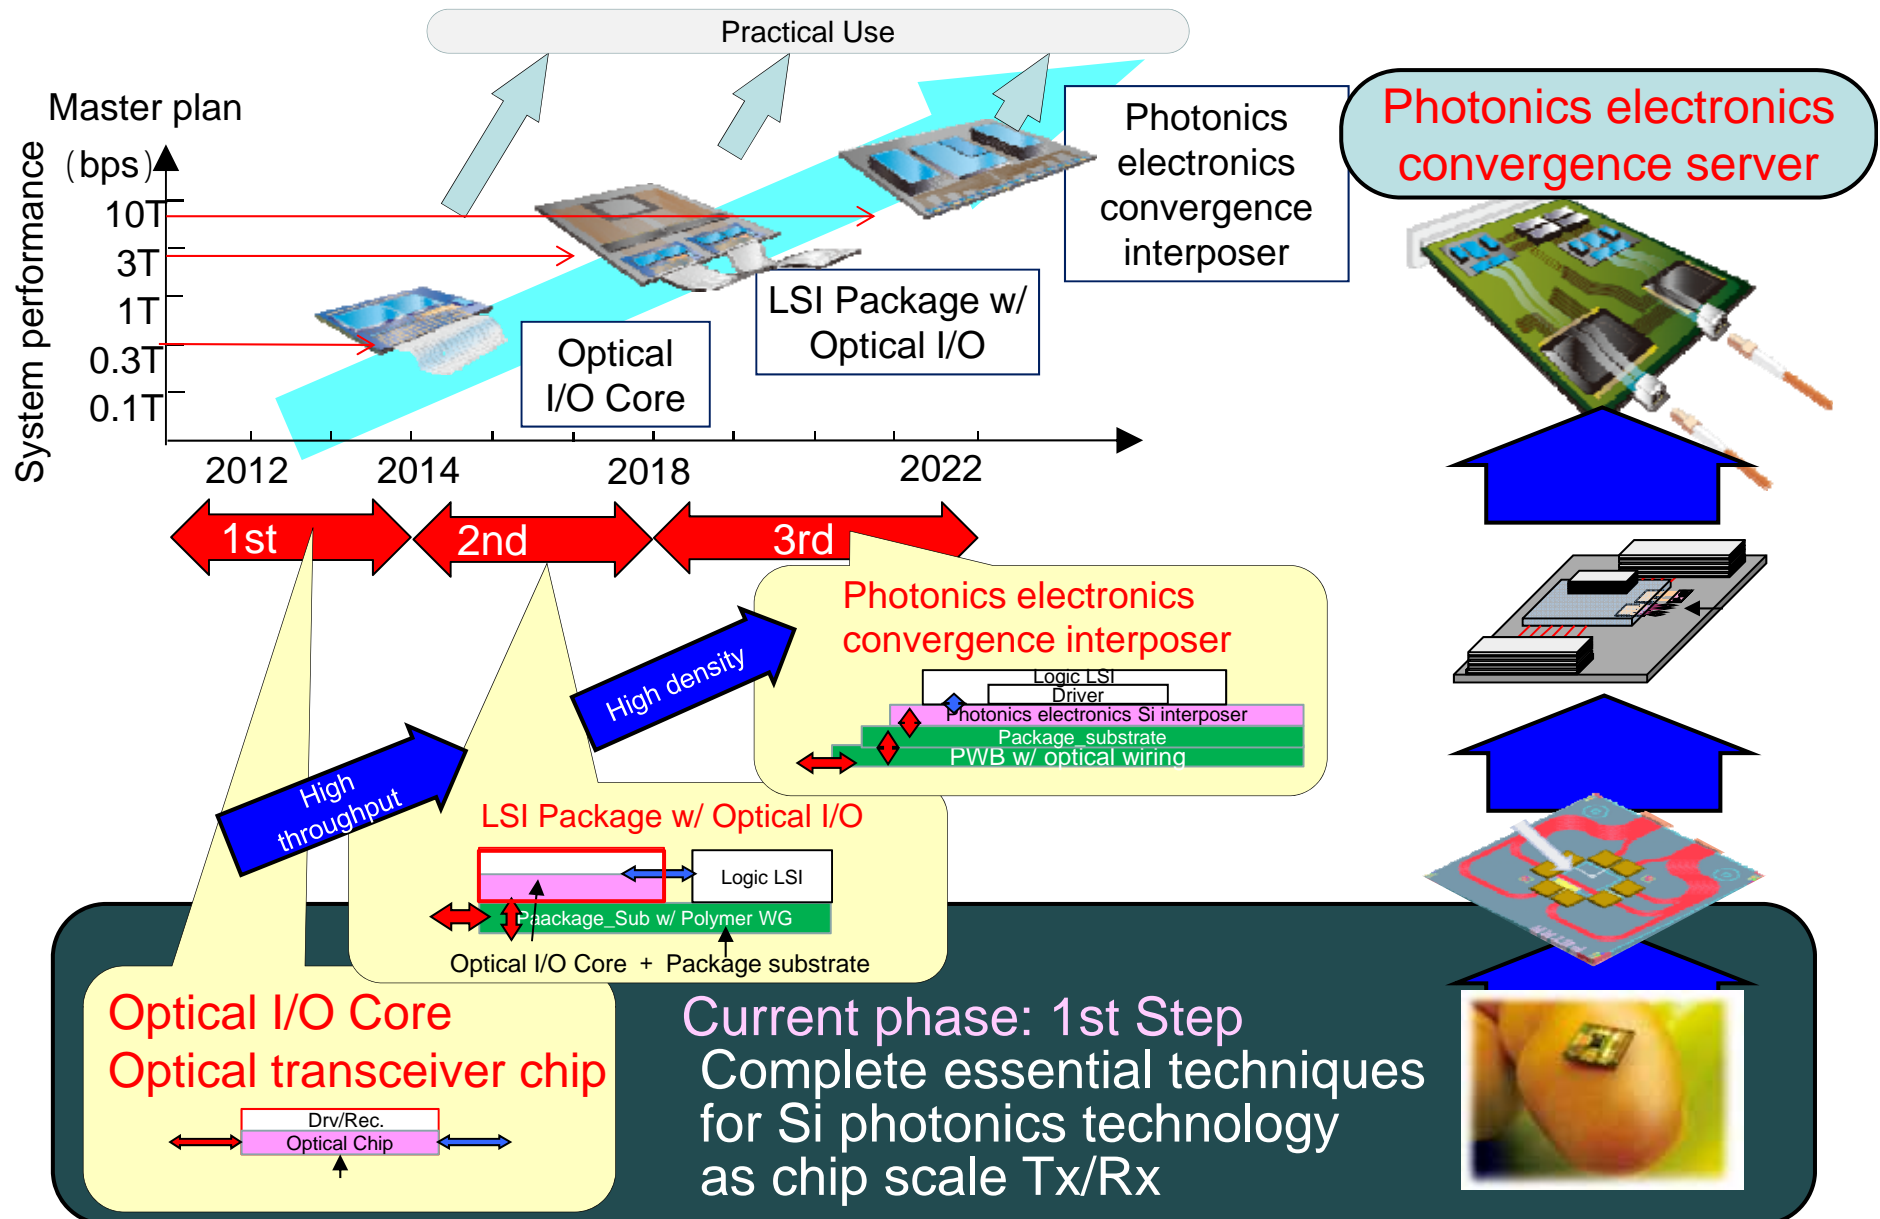 Practical Use
Master plan
(bps)
System performance
10T
3T
1T
0.3T
0.1T
2012
2014
2018
2022
Optical
I/O Core
LSI Package w/
Optical I/O
Photonics
electronics
convergence
interposer
Photonics electronics
convergence server
1st
2nd
3rd
High
throughput
High density
Photonics electronics
convergence interposer
Logic LSI
Driver
Photonics electronics Si interposer
Package_substrate
PWB w/ optical wiring
LSI Package w/ Optical I/O
Logic LSI
Paackage_Sub w/ Polymer WG
Optical I/O Core + Package substrate
Optical I/O Core
Optical transceiver chip
Drv/Rec.
Optical Chip
Current phase: 1st Step
Complete essential techniques
for Si photonics technology
as chip scale Tx/Rx